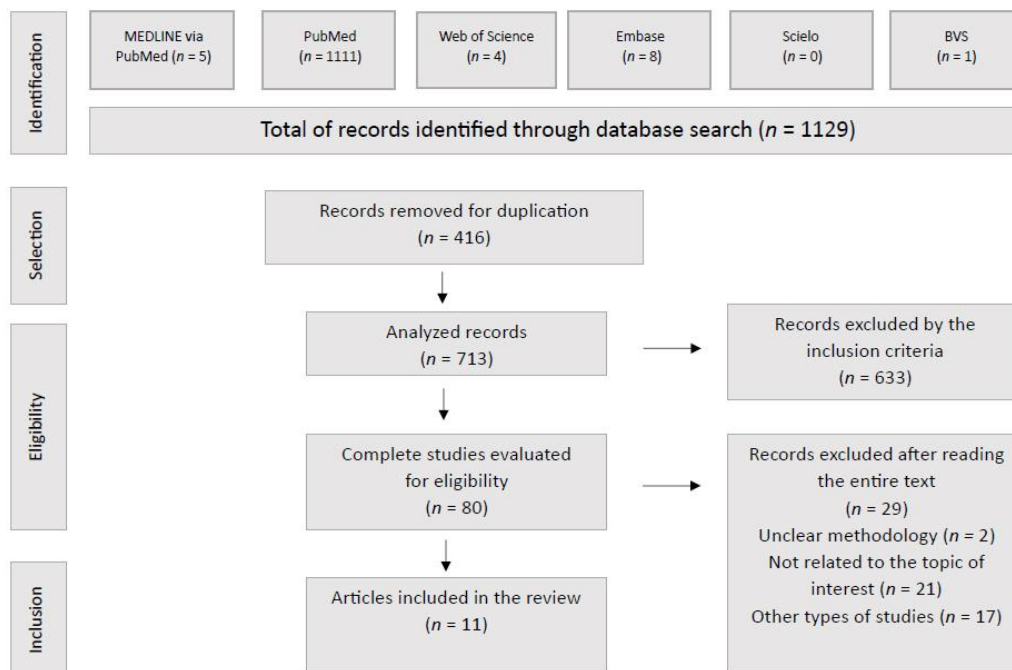 Identification
MEDLINE via
PubMed (n = 5)
PubMed
(n = 1111)
Web of Science
(n = 4)
Embase
(n = 8)
Scielo
(n = 0)
BVS
(n = 1)
Total of records identified through database search (n = 1129)
Selection
Records removed for duplication
(n = 416)
Eligibility
Analyzed records
(n = 713)
Records excluded by the
inclusion criteria
(n = 633)
Complete studies evaluated
for eligibility
(n = 80)
Records excluded after reading
the entire text
(n = 29)
Unclear methodology (n = 2)
Not related to the topic of
interest (n = 21)
Other types of studies (n = 17)
Inclusion
Articles included in the review
(n = 11)